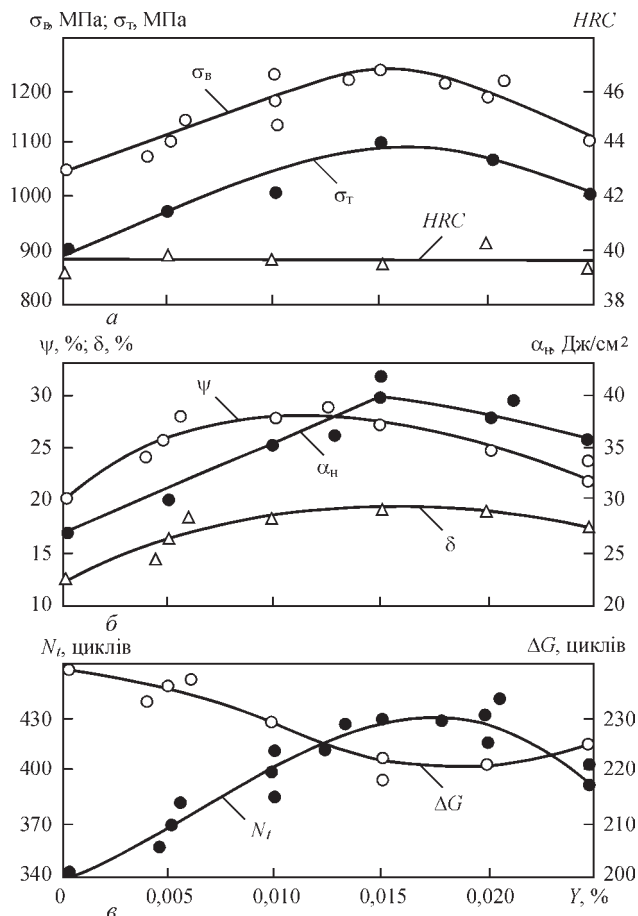 σв, МПа; σт, МПа HRC
1200 46
σв
1100 44
1000 42
σт
HRC
900 40
800 38
а
ψ, %; δ, % αн, Дж/см²
30 40
ψ
25 35
αн
20 30
δ
15 25
10 20
б
Nt, циклів ΔG, циклів
430 230
400 220
ΔG
370 210
Nt
340 200
0 0,005 0,010 0,015 0,020 Y, %
в